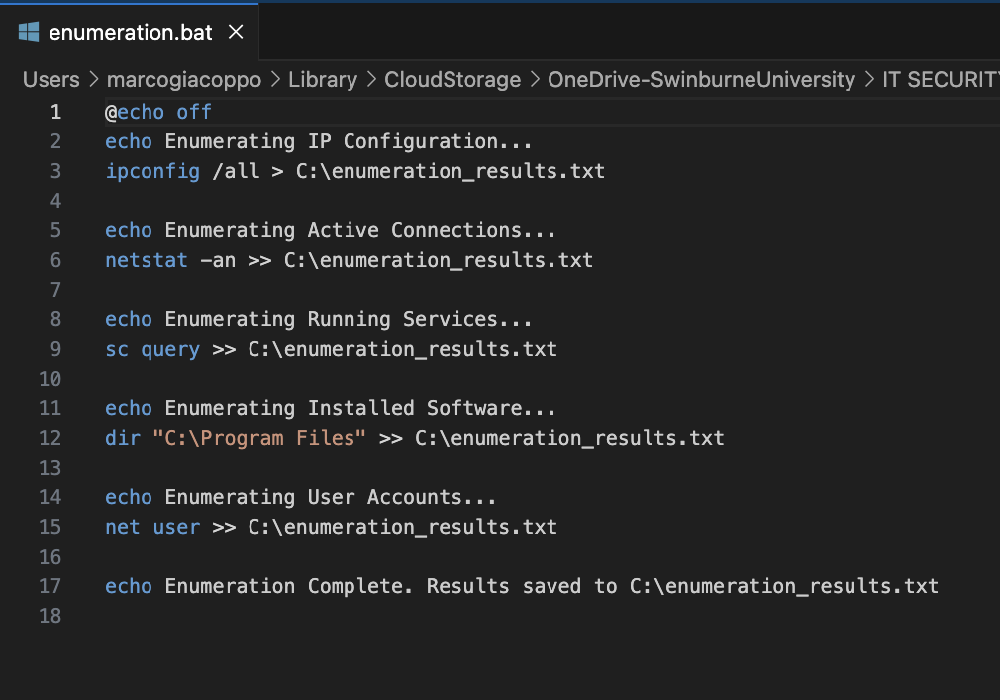 enumeration.bat ×
Users > marcogiacoppo > Library > CloudStorage > OneDrive-SwinburneUniversity > IT SECURITY
1 @echo off
2 echo Enumerating IP Configuration...
3 ipconfig /all > C:\enumeration_results.txt
4
5 echo Enumerating Active Connections...
6 netstat -an >> C:\enumeration_results.txt
7
8 echo Enumerating Running Services...
9 sc query >> C:\enumeration_results.txt
10
11 echo Enumerating Installed Software...
12 dir "C:\Program Files" >> C:\enumeration_results.txt
13
14 echo Enumerating User Accounts...
15 net user >> C:\enumeration_results.txt
16
17 echo Enumeration Complete. Results saved to C:\enumeration_results.txt
18